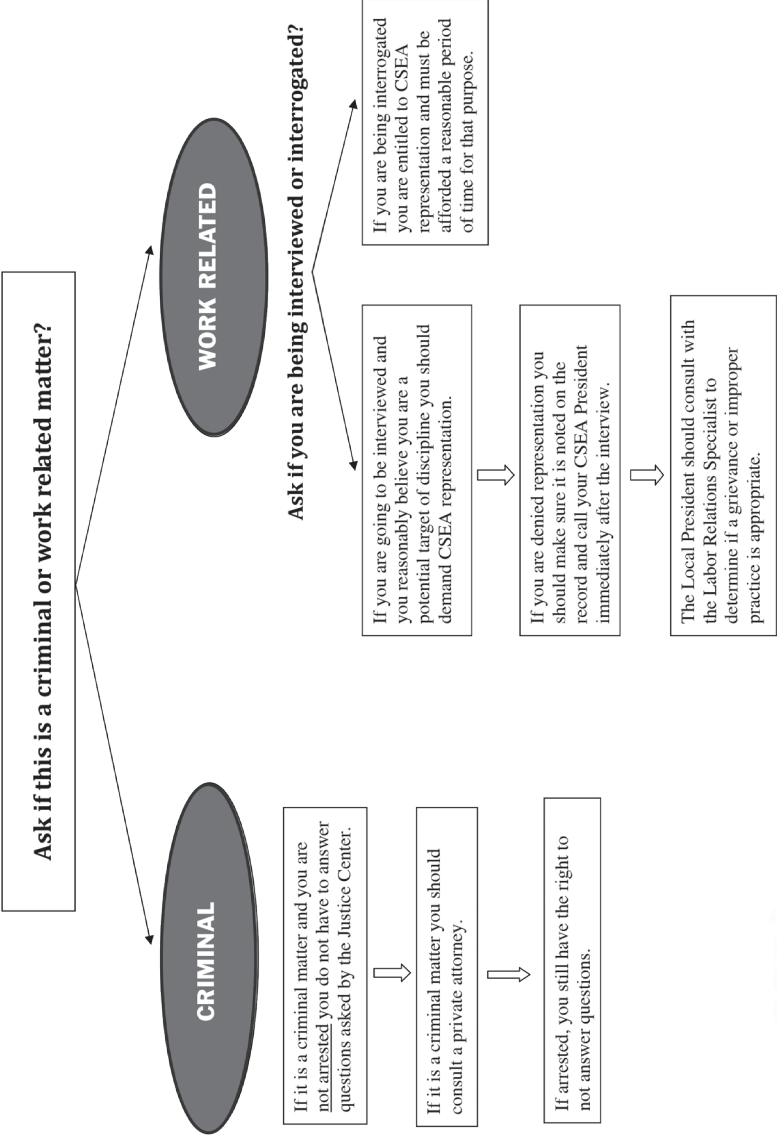 Ask if this is a criminal or work related matter?
CRIMINAL
If it is a criminal matter and you are
not arrested you do not have to answer
questions asked by the Justice Center.
If it is a criminal matter you should
consult a private attorney.
If arrested, you still have the right to
not answer questions.
WORK RELATED
Ask if you are being interviewed or interrogated?
If you are going to be interviewed and
you reasonably believe you are a
potential target of discipline you should
demand CSEA representation.
If you are denied representation you
should make sure it is noted on the
record and call your CSEA President
immediately after the interview.
The Local President should consult with
the Labor Relations Specialist to
determine if a grievance or improper
practice is appropriate.
If you are being interrogated
you are entitled to CSEA
representation and must be
afforded a reasonable period
of time for that purpose.